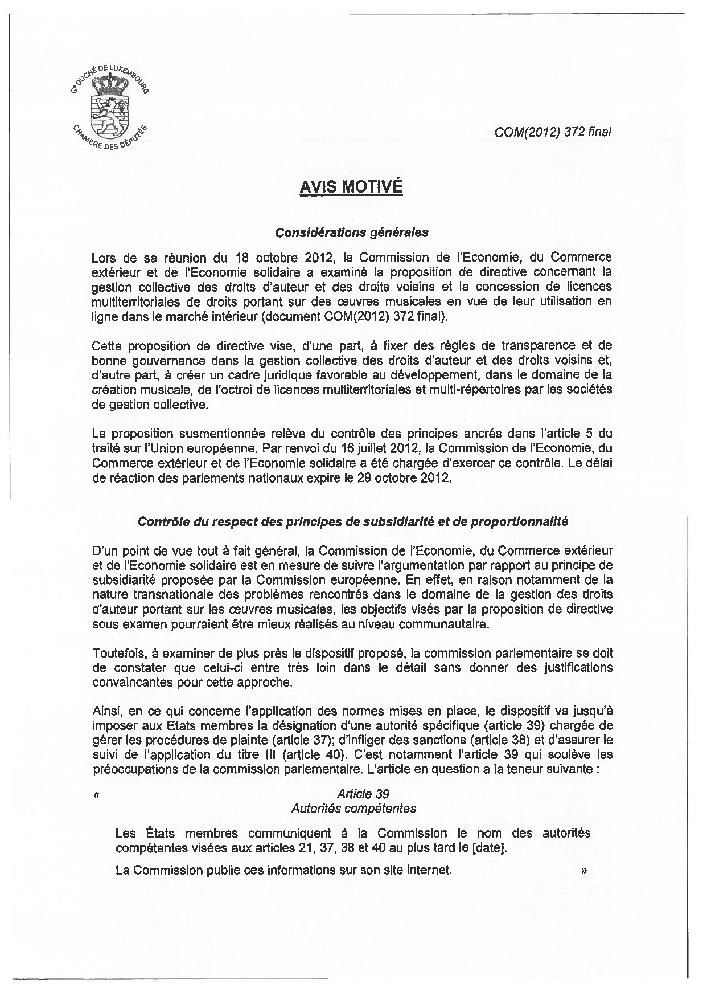 Gᵒ DUCHÉ DE LUXEMBOURG
CHAMBRE DES DÉPUTÉS
COM(2012) 372 final
AVIS MOTIVÉ
Considérations générales
Lors de sa réunion du 18 octobre 2012, la Commission de l'Economie, du Commerce
extérieur et de l'Economie solidaire a examiné la proposition de directive concernant la
gestion collective des droits d'auteur et des droits voisins et la concession de licences
multiterritoriales de droits portant sur des œuvres musicales en vue de leur utilisation en
ligne dans le marché intérieur (document COM(2012) 372 final).
Cette proposition de directive vise, d'une part, à fixer des règles de transparence et de
bonne gouvernance dans la gestion collective des droits d'auteur et des droits voisins et,
d'autre part, à créer un cadre juridique favorable au développement, dans le domaine de la
création musicale, de l'octroi de licences multiterritoriales et multi-répertoires par les sociétés
de gestion collective.
La proposition susmentionnée relève du contrôle des principes ancrés dans l'article 5 du
traité sur l'Union européenne. Par renvoi du 16 juillet 2012, la Commission de l'Economie, du
Commerce extérieur et de l'Economie solidaire a été chargée d'exercer ce contrôle. Le délai
de réaction des parlements nationaux expire le 29 octobre 2012.
Contrôle du respect des principes de subsidiarité et de proportionnalité
D'un point de vue tout à fait général, la Commission de l'Economie, du Commerce extérieur
et de l'Economie solidaire est en mesure de suivre l'argumentation par rapport au principe de
subsidiarité proposée par la Commission européenne. En effet, en raison notamment de la
nature transnationale des problèmes rencontrés dans le domaine de la gestion des droits
d'auteur portant sur les œuvres musicales, les objectifs visés par la proposition de directive
sous examen pourraient être mieux réalisés au niveau communautaire.
Toutefois, à examiner de plus près le dispositif proposé, la commission parlementaire se doit
de constater que celui-ci entre très loin dans le détail sans donner des justifications
convaincantes pour cette approche.
Ainsi, en ce qui concerne l'application des normes mises en place, le dispositif va jusqu'à
imposer aux Etats membres la désignation d'une autorité spécifique (article 39) chargée de
gérer les procédures de plainte (article 37); d'infliger des sanctions (article 38) et d'assurer le
suivi de l'application du titre III (article 40). C'est notamment l'article 39 qui soulève les
préoccupations de la commission parlementaire. L'article en question a la teneur suivante :
« Article 39
Autorités compétentes
Les États membres communiquent à la Commission le nom des autorités
compétentes visées aux articles 21, 37, 38 et 40 au plus tard le [date].
La Commission publie ces informations sur son site internet. »